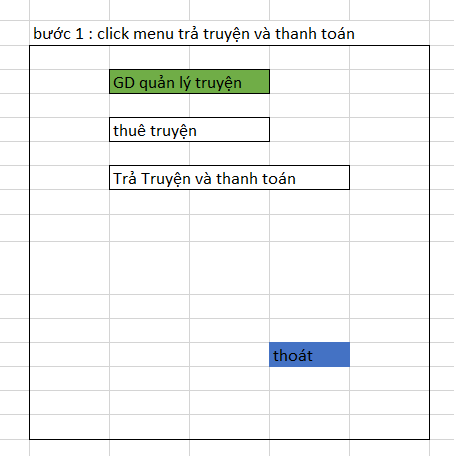 bước 1 : click menu trả truyện và thanh toán
GD quản lý truyện
thuê truyện
Trả Truyện và thanh toán
thoát